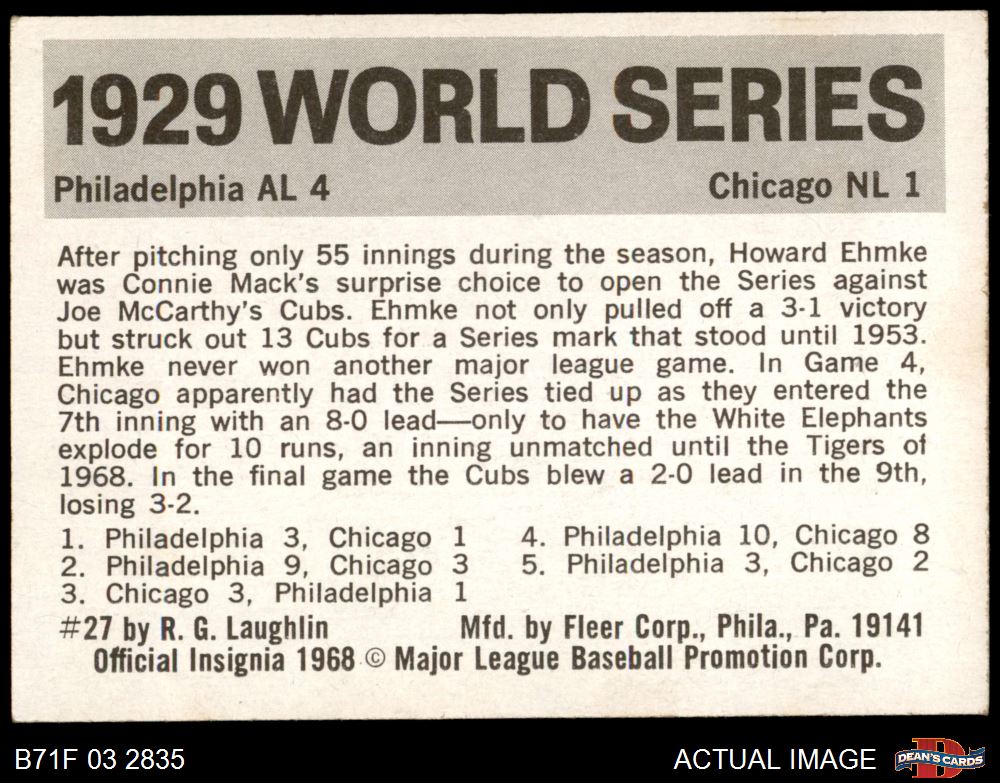 1929 WORLD SERIES
Philadelphia AL 4 Chicago NL 1
After pitching only 55 innings during the season, Howard Ehmke
was Connie Mack's surprise choice to open the Series against
Joe McCarthy's Cubs. Ehmke not only pulled off a 3-1 victory
but struck out 13 Cubs for a Series mark that stood until 1953.
Ehmke never won another major league game. In Game 4,
Chicago apparently had the Series tied up as they entered the
7th inning with an 8-0 lead—only to have the White Elephants
explode for 10 runs, an inning unmatched until the Tigers of
1968. In the final game the Cubs blew a 2-0 lead in the 9th,
losing 3-2.
1. Philadelphia 3, Chicago 1 4. Philadelphia 10, Chicago 8
2. Philadelphia 9, Chicago 3 5. Philadelphia 3, Chicago 2
3. Chicago 3, Philadelphia 1
#27 by R. G. Laughlin Mfd. by Fleer Corp., Phila., Pa. 19141
Official Insignia 1968 © Major League Baseball Promotion Corp.
B71F 03 2835 ACTUAL IMAGE D DEAN'S CARDS